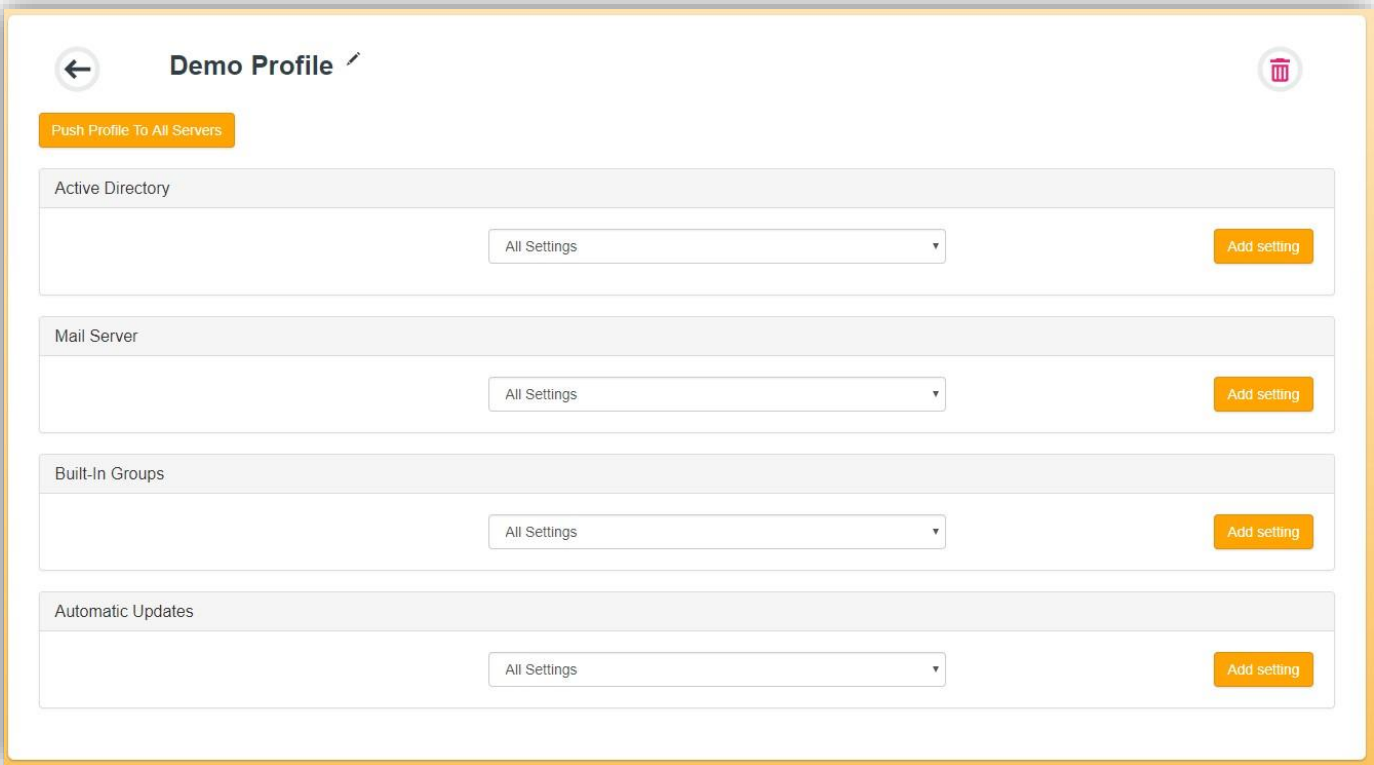 Demo Profile
Push Profile To All Servers
Active Directory
All Settings
Add setting
Mail Server
All Settings
Add setting
Built-In Groups
All Settings
Add setting
Automatic Updates
All Settings
Add setting